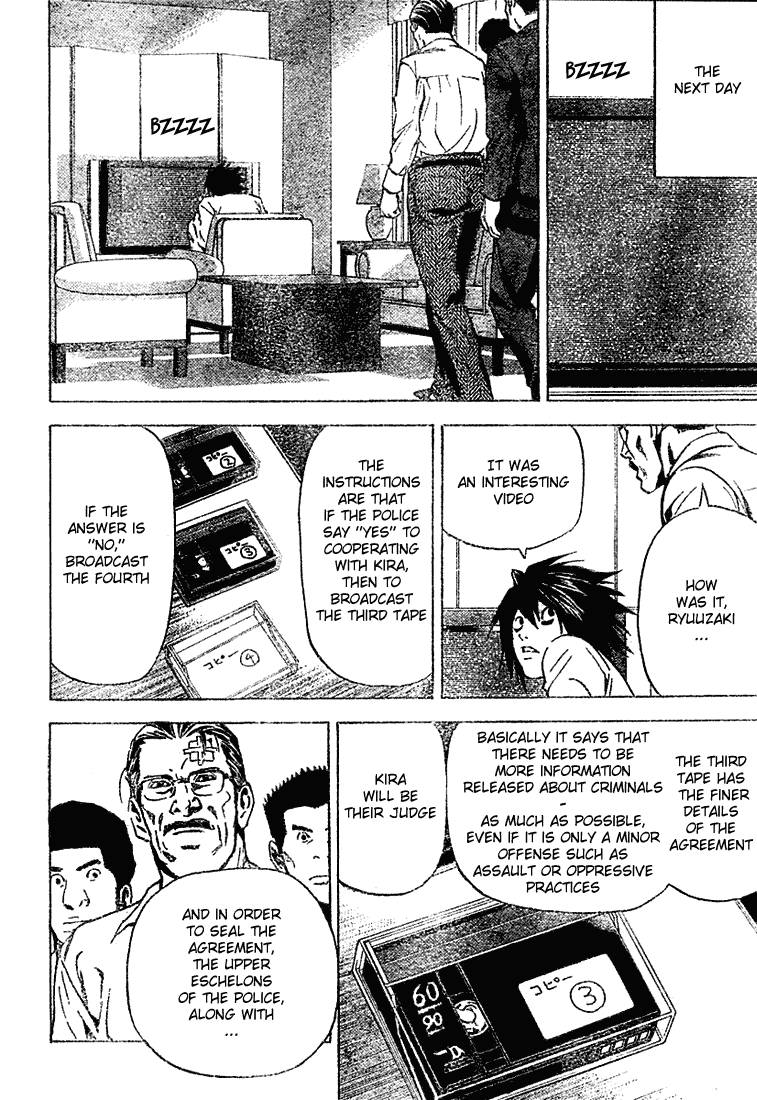 THE
NEXT DAY
BZZZZ
BZZZZ
HOW
WAS IT,
RYUUZAKI
...
IT WAS
AN INTERESTING
VIDEO
THE
INSTRUCTIONS
ARE THAT
IF THE POLICE
SAY "YES" TO
COOPERATING
WITH KIRA,
THEN TO
BROADCAST
THE THIRD TAPE
IF THE
ANSWER IS
"NO,"
BROADCAST
THE FOURTH
コピー
②
コピー
③
コピー
④
THE THIRD
TAPE HAS
THE FINER
DETAILS
OF THE
AGREEMENT
BASICALLY IT SAYS THAT
THERE NEEDS TO BE
MORE INFORMATION
RELEASED ABOUT CRIMINALS
-
AS MUCH AS POSSIBLE,
EVEN IF IT IS ONLY A MINOR
OFFENSE SUCH AS
ASSAULT OR OPPRESSIVE
PRACTICES
KIRA
WILL BE
THEIR JUDGE
60
90
コピー
③
AND IN ORDER
TO SEAL THE
AGREEMENT,
THE UPPER
ESCHELONS
OF THE POLICE,
ALONG WITH
...